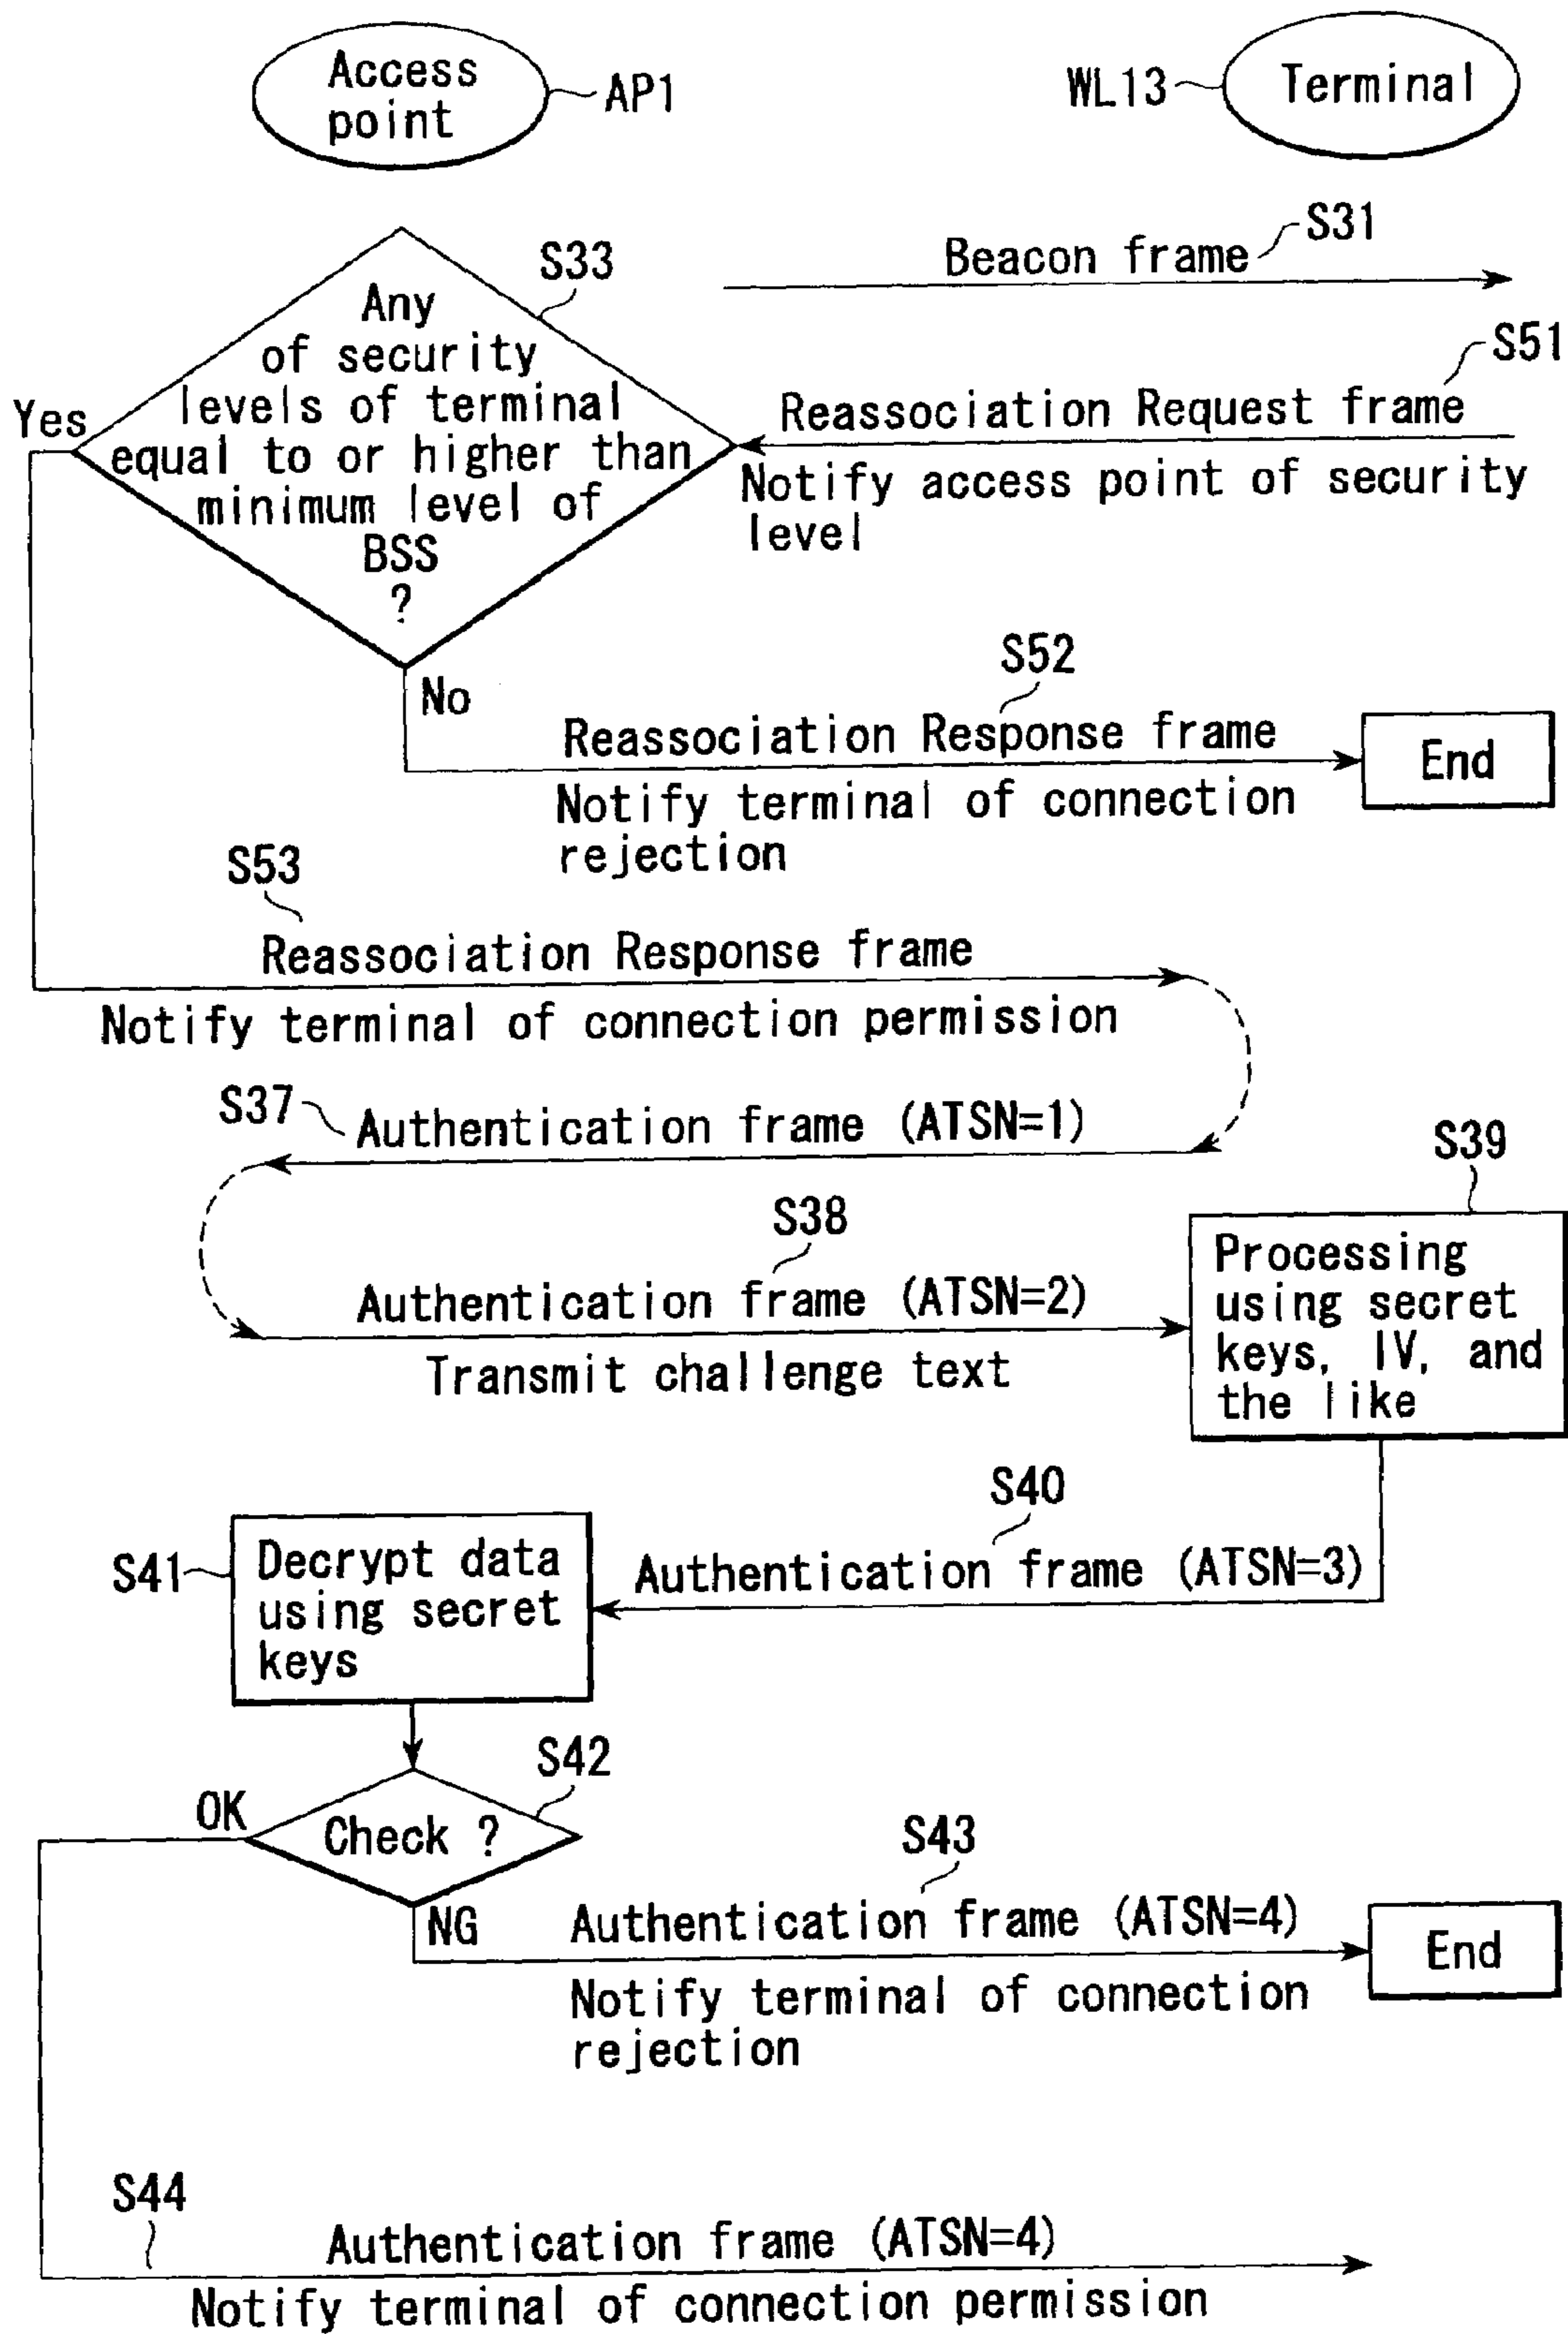 Access
point
AP1
WL13
Terminal
S31
Beacon frame
S33
Any
of security
levels of terminal
equal to or higher than
minimum level of
BSS
?
Yes
S51
Reassociation Request frame
Notify access point of security
level
No
S52
Reassociation Response frame
End
Notify terminal of connection
rejection
S53
Reassociation Response frame
Notify terminal of connection permission
S37
Authentication frame (ATSN=1)
S38
Authentication frame (ATSN=2)
Transmit challenge text
S39
Processing
using secret
keys, IV, and
the like
S40
Authentication frame (ATSN=3)
S41
Decrypt data
using secret
keys
S42
OK
Check ?
NG
S43
Authentication frame (ATSN=4)
End
Notify terminal of connection
rejection
S44
Authentication frame (ATSN=4)
Notify terminal of connection permission